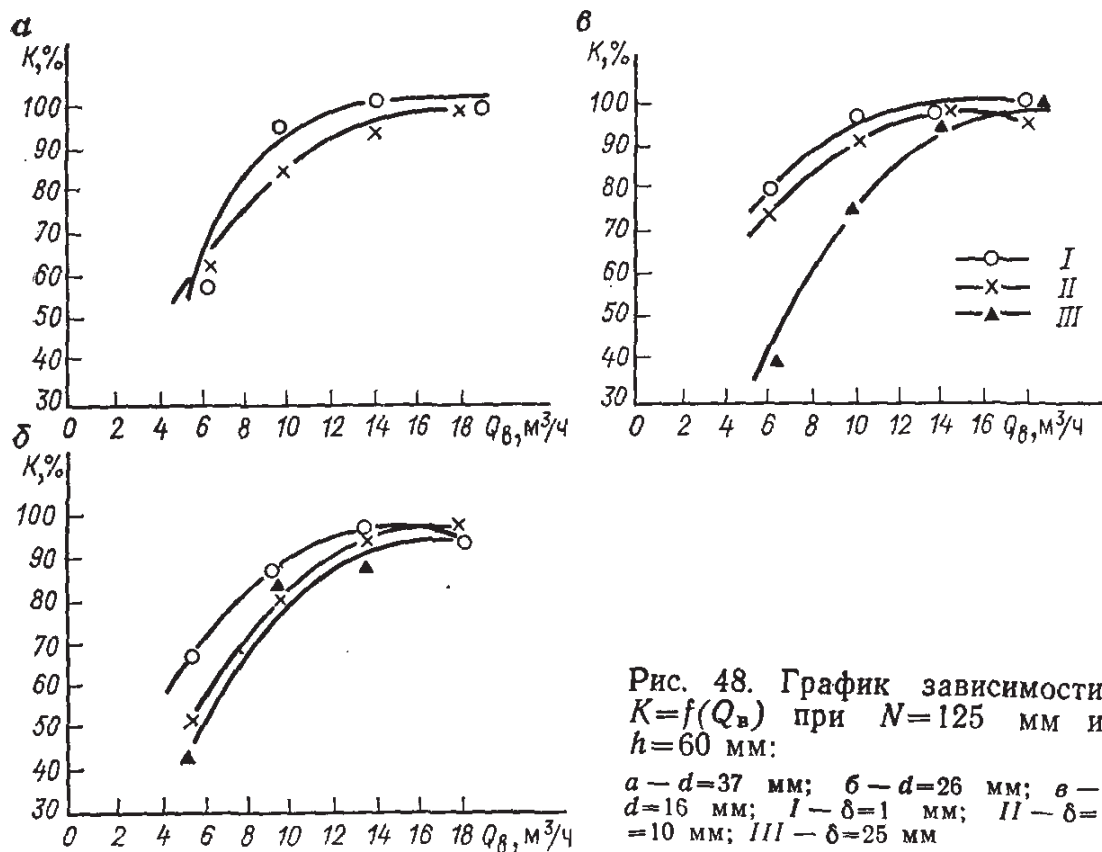 а
К,%
100
90
80
70
60
50
40
30
0 2 4 6 8 10 12 14 16 18 Qв, м³/ч
в
К,%
100
90
80
70
60
50
40
30
0 2 4 6 8 10 12 14 16 Qв, м³/ч
I
II
III
б
К,%
100
90
80
70
60
50
40
30
0 2 4 6 8 10 12 14 16 18 Qв, м³/ч
Рис. 48. График зависимости
K=f(Qв) при N=125 мм и
h=60 мм:
а — d=37 мм; б — d=26 мм; в —
d=16 мм; I — δ=1 мм; II — δ=
=10 мм; III — δ=25 мм